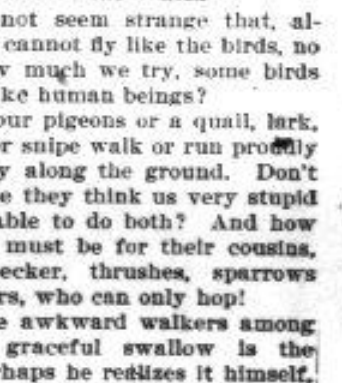 not seem strange that, al-
cannot fly like the birds, no
much we try, some birds
ke human beings?
our pigeons or a quail, lark,
r snipe walk or run proudly
y along the ground. Don't
e they think us very stupid
able to do both? And how
must be for their cousins,
ecker, thrushes, sparrows
rs, who can only hop!
e awkward walkers among
graceful swallow is the
haps he realizes it himself,